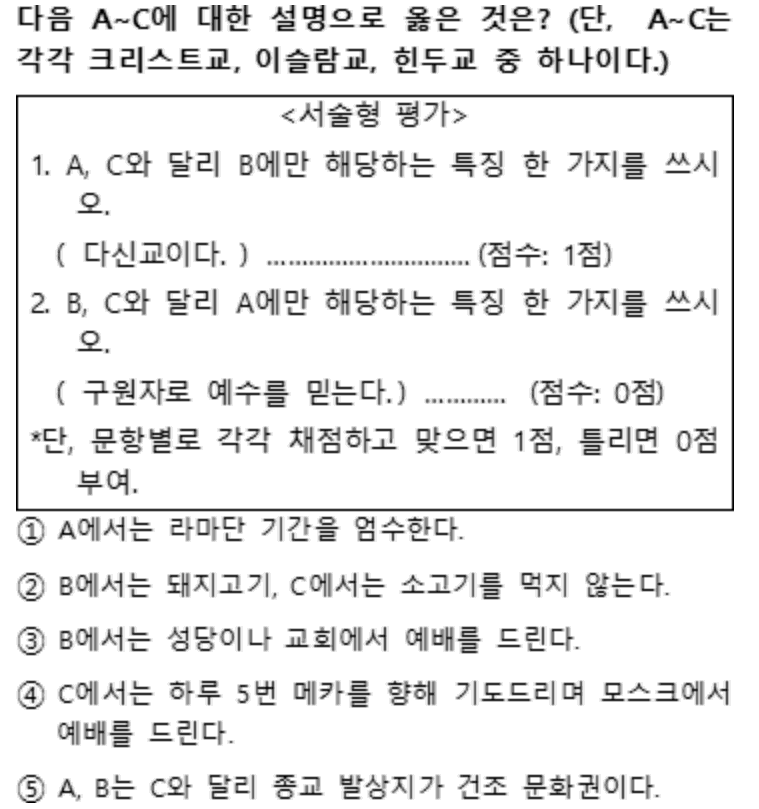 다음 A~C에 대한 설명으로 옳은 것은? (단, A~C는
각각 크리스트교, 이슬람교, 힌두교 중 하나이다.)
<서술형 평가>
1. A, C와 달리 B에만 해당하는 특징 한 가지를 쓰시
오.
( 다신교이다. ) .............................. (점수: 1점)
2. B, C와 달리 A에만 해당하는 특징 한 가지를 쓰시
오.
( 구원자로 예수를 믿는다.) ............ (점수: 0점)
*단, 문항별로 각각 채점하고 맞으면 1점, 틀리면 0점
부여.
① A에서는 라마단 기간을 엄수한다.
② B에서는 돼지고기, C에서는 소고기를 먹지 않는다.
③ B에서는 성당이나 교회에서 예배를 드린다.
④ C에서는 하루 5번 메카를 향해 기도드리며 모스크에서
예배를 드린다.
⑤ A, B는 C와 달리 종교 발상지가 건조 문화권이다.